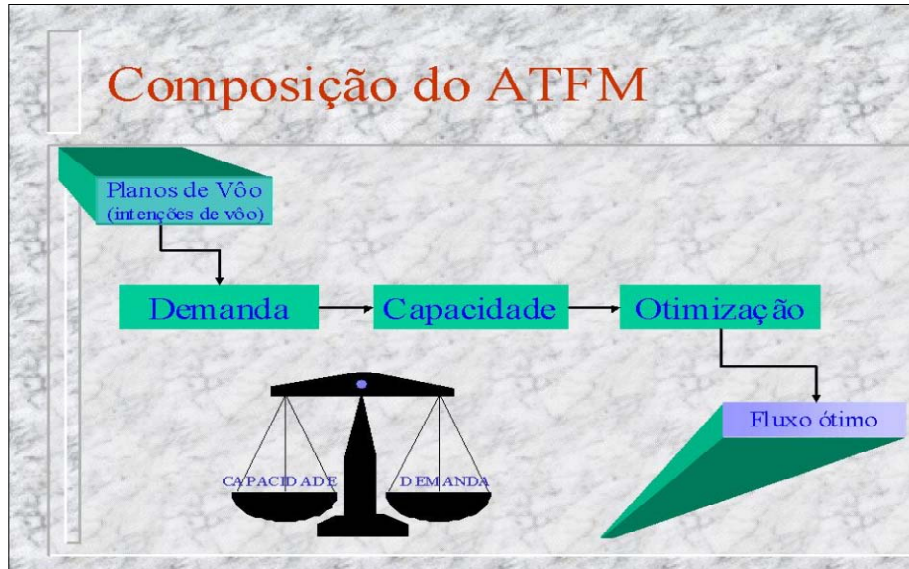 Composição do ATFM
Planos de Vôo
(intenções de vôo)
Demanda
Capacidade
Otimização
Fluxo ótimo
CAPACIDADE
DEMANDA